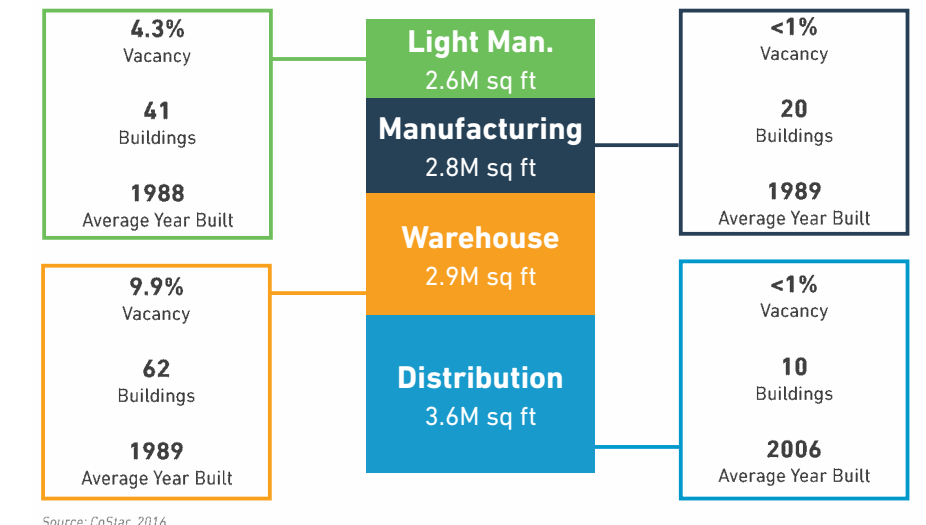 4.3%
Vacancy
41
Buildings
1988
Average Year Built
Light Man.
2.6M sq ft
Manufacturing
2.8M sq ft
Warehouse
2.9M sq ft
Distribution
3.6M sq ft
<1%
Vacancy
20
Buildings
1989
Average Year Built
9.9%
Vacancy
62
Buildings
1989
Average Year Built
<1%
Vacancy
10
Buildings
2006
Average Year Built
Source: CoStar, 2016